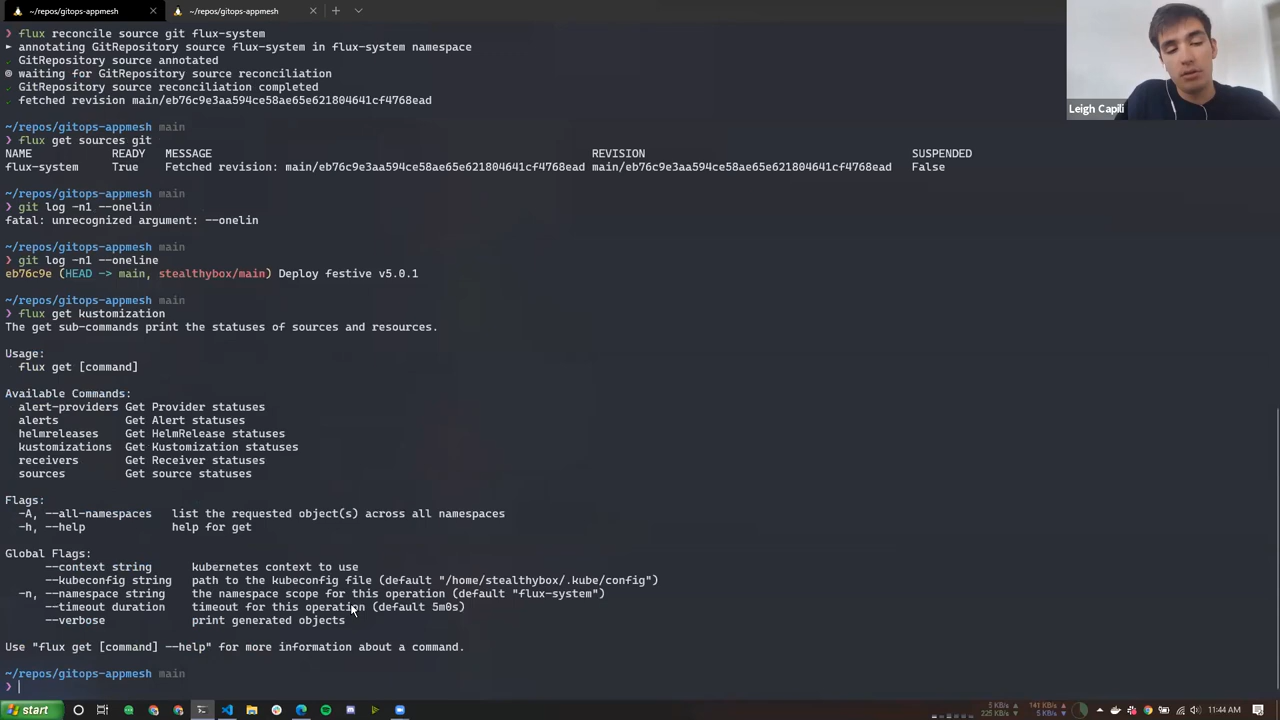 ~/repos/gitops-appmesh
~/repos/gitops-appmesh
❯ flux reconcile source git flux-system
► annotating GitRepository source flux-system in flux-system namespace
✓ GitRepository source annotated
◎ waiting for GitRepository source reconciliation
✓ GitRepository source reconciliation completed
✓ fetched revision main/eb76c9e3aa594ce58ae65e621804641cf4768ead
~/repos/gitops-appmesh main
❯ flux get sources git
NAME READY MESSAGE REVISION SUSPENDED
flux-system True Fetched revision: main/eb76c9e3aa594ce58ae65e621804641cf4768ead main/eb76c9e3aa594ce58ae65e621804641cf4768ead False
~/repos/gitops-appmesh main
❯ git log -n1 --onelin
fatal: unrecognized argument: --onelin
~/repos/gitops-appmesh main
❯ git log -n1 --oneline
eb76c9e (HEAD -> main, stealthybox/main) Deploy festive v5.0.1
~/repos/gitops-appmesh main
❯ flux get kustomization
The get sub-commands print the statuses of sources and resources.
Usage:
flux get [command]
Available Commands:
alert-providers Get Provider statuses
alerts Get Alert statuses
helmreleases Get HelmRelease statuses
kustomizations Get Kustomization statuses
receivers Get Receiver statuses
sources Get source statuses
Flags:
-A, --all-namespaces list the requested object(s) across all namespaces
-h, --help help for get
Global Flags:
--context string kubernetes context to use
--kubeconfig string path to the kubeconfig file (default "/home/stealthybox/.kube/config")
-n, --namespace string the namespace scope for this operation (default "flux-system")
--timeout duration timeout for this operation (default 5m0s)
--verbose print generated objects
Use "flux get [command] --help" for more information about a command.
~/repos/gitops-appmesh main
❯
Leigh Capili
start
5 KB/s
225 KB/s
141 KB/s
5 KB/s
11:44 AM